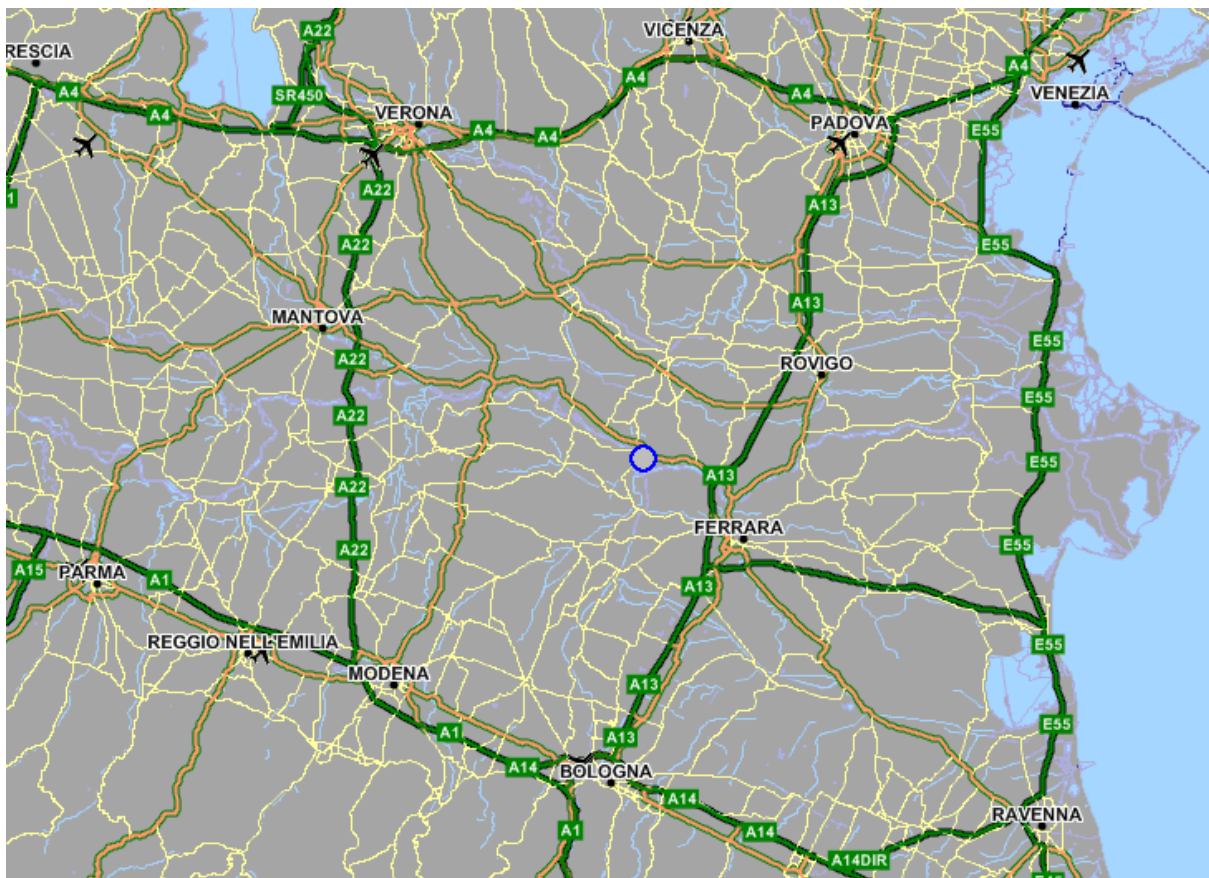 A22
VICENZA
RESCIA
A4
A4
A4
SR450
A4
VENEZIA
A4
VERONA
A4
A4
A4
PADOVA
E55
1
A22
A13
A22
E55
A13
MANTOVA
E55
A22
ROVIGO
A22
E55
E55
A13
A22
FERRARA
A22
E55
A15
PARMA
A1
A13
REGGIO NELL'EMILIA
E55
MODENA
A13
E55
A1
A13
A14
BOLOGNA
A14
RAVENNA
A1
A14
A14DIR